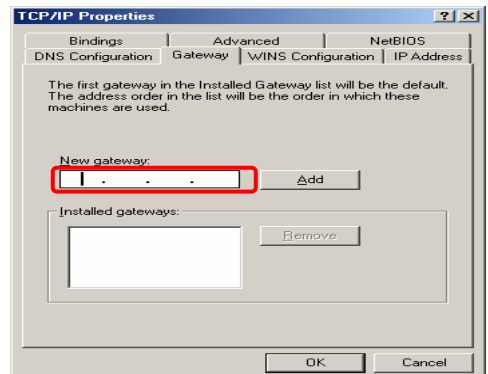 TCP/IP Properties
Bindings Advanced NetBIOS
DNS Configuration Gateway WINS Configuration IP Address
The first gateway in the Installed Gateway list will be the default.
The address order in the list will be the order in which these
machines are used.
New gateway:
. . .
Add
Installed gateways:
Remove
OK Cancel